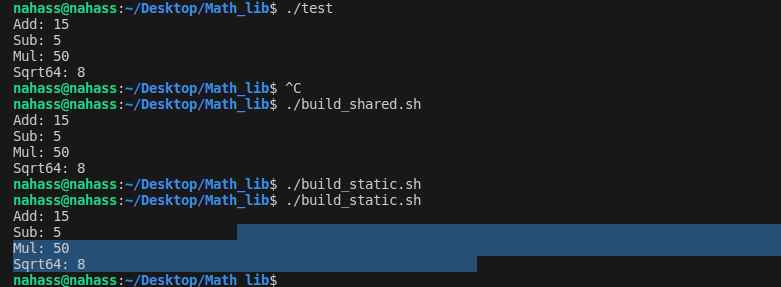 nahass@nahass:~/Desktop/Math_lib$ ./test
Add: 15
Sub: 5
Mul: 50
Sqrt64: 8
nahass@nahass:~/Desktop/Math_lib$ ^C
nahass@nahass:~/Desktop/Math_lib$ ./build_shared.sh
Add: 15
Sub: 5
Mul: 50
Sqrt64: 8
nahass@nahass:~/Desktop/Math_lib$ ./build_static.sh
nahass@nahass:~/Desktop/Math_lib$ ./build_static.sh
Add: 15
Sub: 5
Mul: 50
Sqrt64: 8
nahass@nahass:~/Desktop/Math_lib$